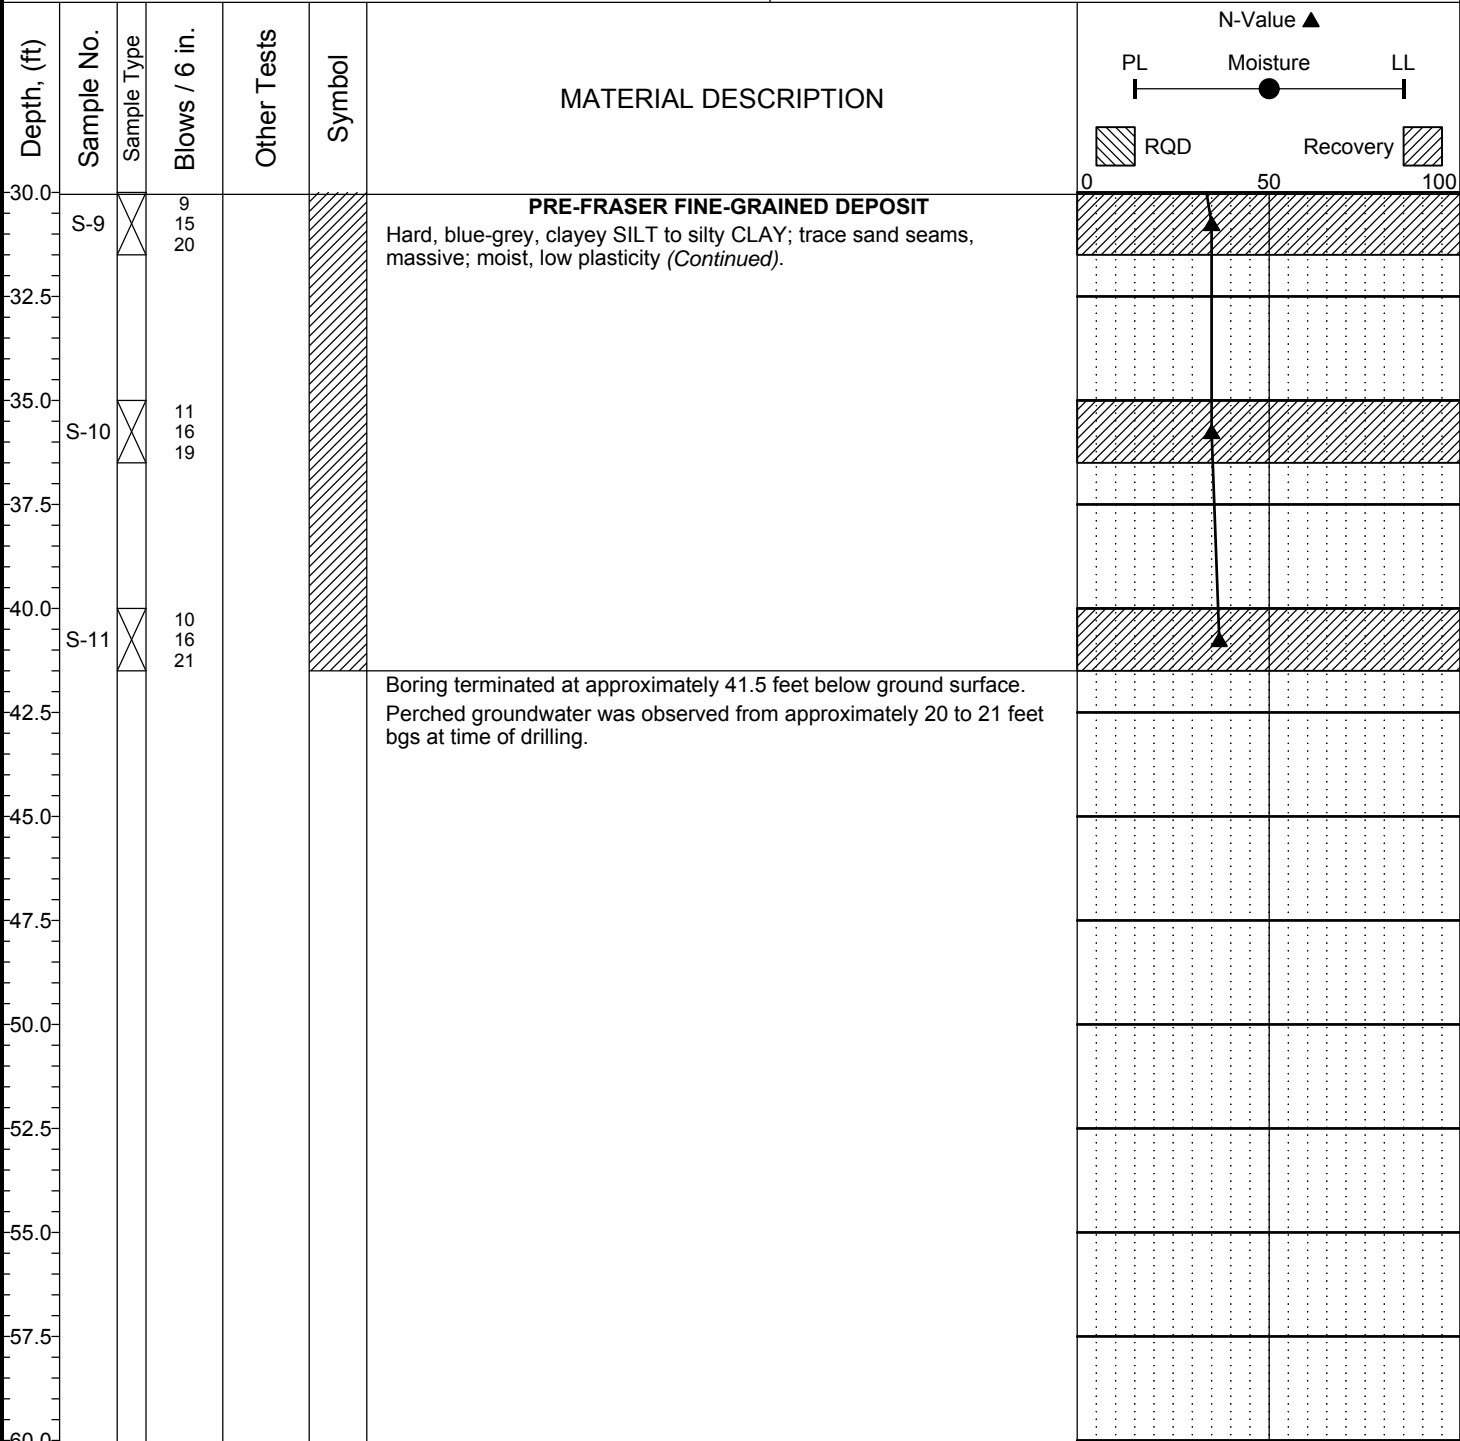 Depth, (ft)
Sample No.
Sample Type
Blows / 6 in.
Other Tests
Symbol
MATERIAL DESCRIPTION
N-Value
PL Moisture LL
RQD Recovery
0 50 100
30.0
S-9
9
15
20
PRE-FRASER FINE-GRAINED DEPOSIT
Hard, blue-grey, clayey SILT to silty CLAY; trace sand seams,
massive; moist, low plasticity (Continued).
32.5
35.0
S-10
11
16
19
37.5
40.0
S-11
10
16
21
Boring terminated at approximately 41.5 feet below ground surface.
42.5
Perched groundwater was observed from approximately 20 to 21 feet
bgs at time of drilling.
45.0
47.5
50.0
52.5
55.0
57.5
60.0